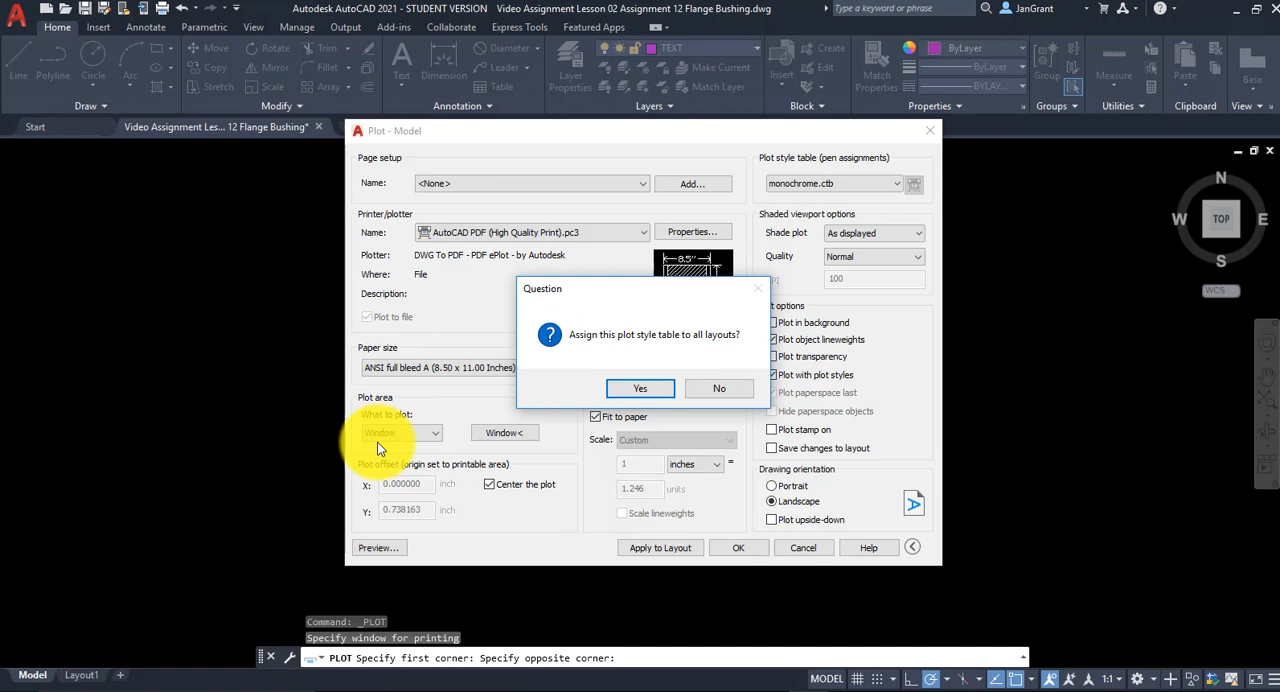 Autodesk AutoCAD 2021 - STUDENT VERSION    Video Assignment Lesson 02 Assignment 12 Flange Bushing.dwg
Type a keyword or phrase
JanGrant
Home Insert Annotate Parametric View Manage Output Add-ins Collaborate Express Tools Featured Apps
Line Polyline Circle Arc
Move Rotate Trim
Copy Mirror Fillet
Stretch Scale Array
Text Dimension
Diameter
Leader
Table
Layer Properties
TEXT
Make Current
Match Layer
Insert
Create
Edit
Match Properties
ByLayer
ByLayer
BYLAY...
Group
Measure
Paste
Base
Draw Modify Annotation Layers Block Properties Groups Utilities Clipboard View
Start
Video Assignment Les... 12 Flange Bushing*
A Plot - Model
Page setup
Name: <None> Add...
Printer/plotter
Name: AutoCAD PDF (High Quality Print).pc3 Properties...
Plotter: DWG To PDF - PDF ePlot - by Autodesk
Where: File
Description:
Plot to file
8.5"
Paper size
ANSI full bleed A (8.50 x 11.00 Inches)
Plot area
What to plot:
Window Window<
Plot offset (origin set to printable area)
X: 0.000000 inch Center the plot
Y: 0.738163 inch
Preview...
Fit to paper
Scale: Custom
1 inches =
1.246 units
Scale lineweights
Plot style table (pen assignments)
monochrome.ctb
Shaded viewport options
Shade plot As displayed
Quality Normal
PI 100
t options
Plot in background
Plot object lineweights
Plot transparency
Plot with plot styles
Plot paperspace last
Hide paperspace objects
Plot stamp on
Save changes to layout
Drawing orientation
Portrait
Landscape
Plot upside-down
A
Apply to Layout OK Cancel Help
Question
Assign this plot style table to all layouts?
Yes No
N
W TOP E
S
WCS
Command: _PLOT
Specify window for printing
PLOT Specify first corner: Specify opposite corner:
Model Layout1 +
MODEL 1:1